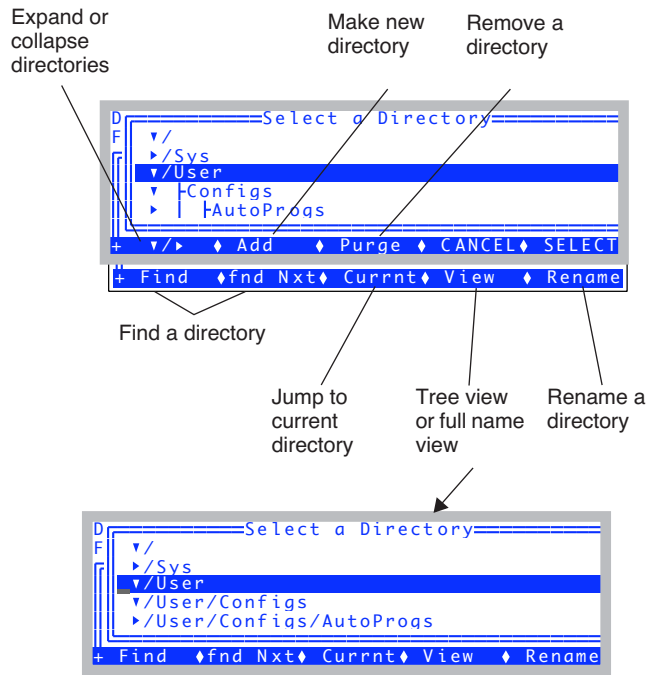 Expand or
collapse
directories
Make new
directory
Remove a
directory
D Select a Directory
F ▾/
▸/Sys
▾/User
▾ ├Configs
▸ | ├AutoProgs
+ ▾/▸ ♦ Add ♦ Purge ♦ CANCEL♦ SELECT
+ Find ♦fnd Nxt♦ Currnt♦ View ♦ Rename
Find a directory
Jump to
current
directory
Tree view
or full name
view
Rename a
directory
D Select a Directory
F ▾/
▸/Sys
▾/User
▾/User/Configs
▸/User/Configs/AutoProgs
+ Find ♦fnd Nxt♦ Currnt♦ View ♦ Rename